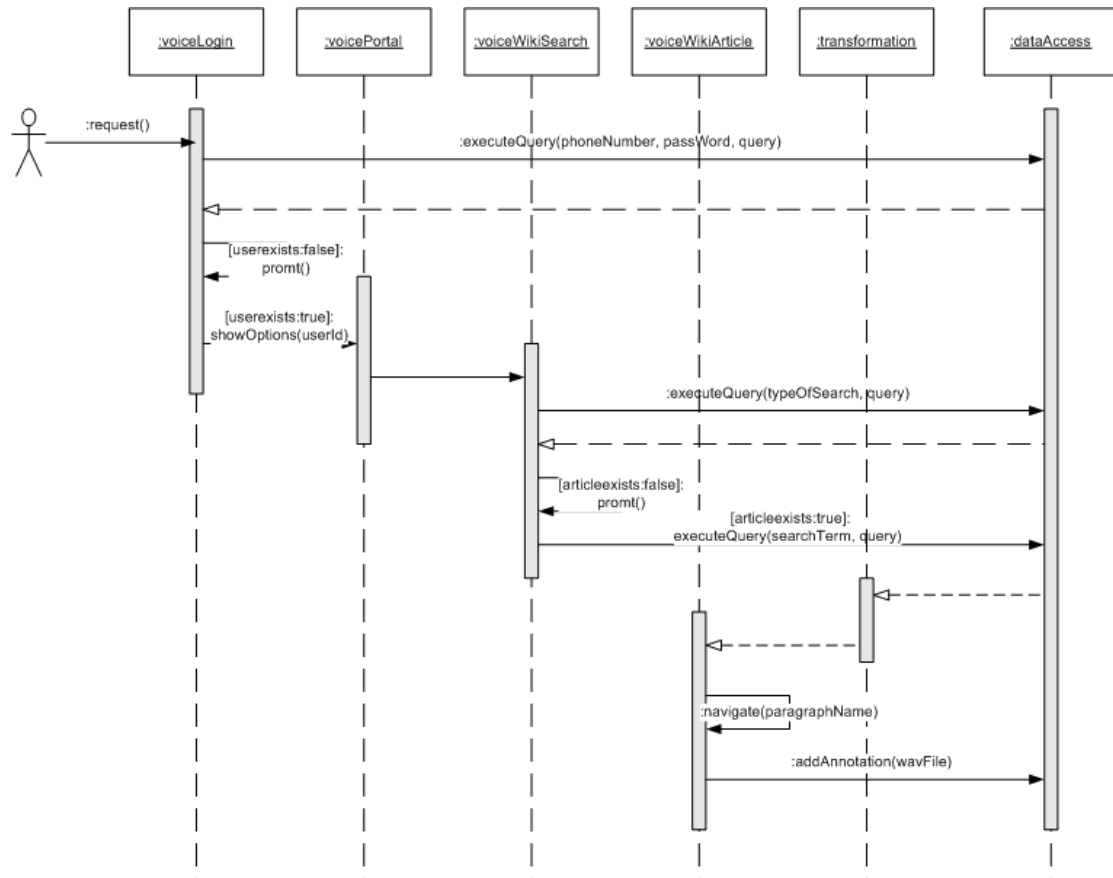 :voiceLogin
:voicePortal
:voiceWikiSearch
:voiceWikiArticle
:transformation
:dataAccess
:request()
:executeQuery(phoneNumber, passWord, query)
[userexists:false]:
promt()
[userexists:true]:
showOptions(userId)
:executeQuery(typeOfSearch, query)
[articleexists:false]:
promt()
[articleexists:true]:
executeQuery(searchTerm, query)
:navigate(paragraphName)
:addAnnotation(wavFile)